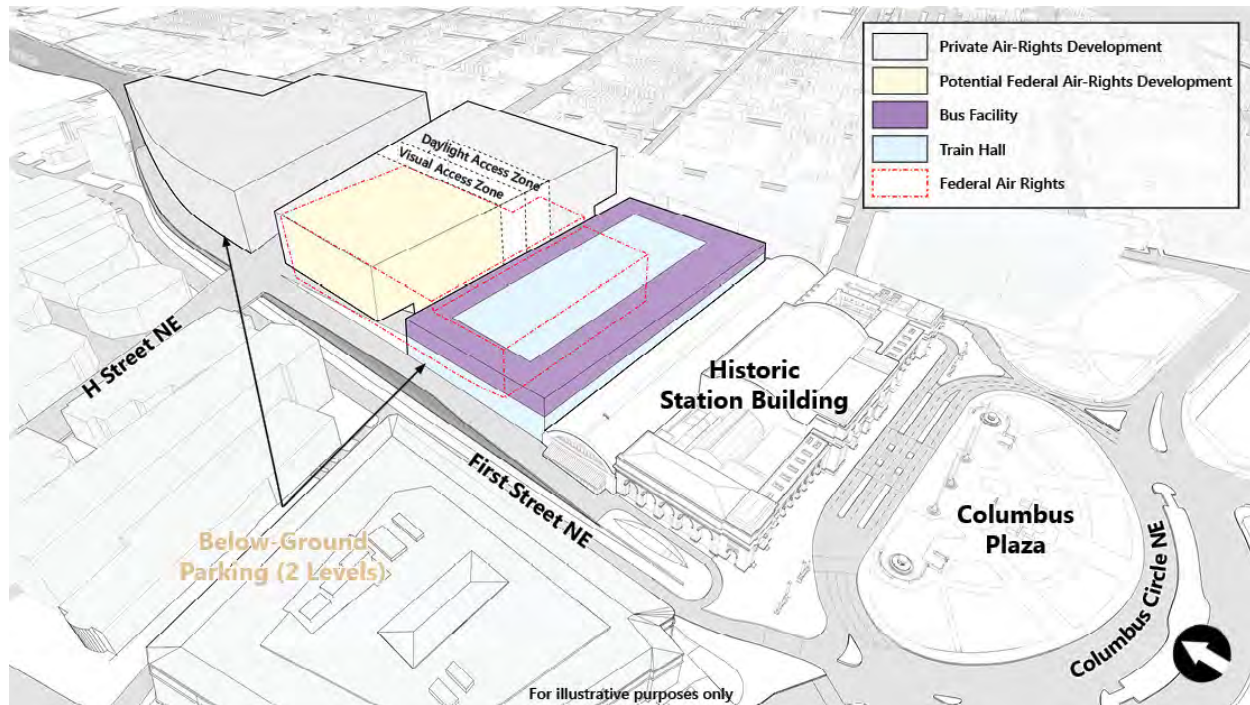 Private Air-Rights Development
Potential Federal Air-Rights Development
Bus Facility
Train Hall
Federal Air Rights
Daylight Access Zone
Visual Access Zone
H Street NE
First Street NE
Historic
Station Building
Columbus
Plaza
Columbus Circle NE
Below-Ground
Parking (2 Levels)
For illustrative purposes only